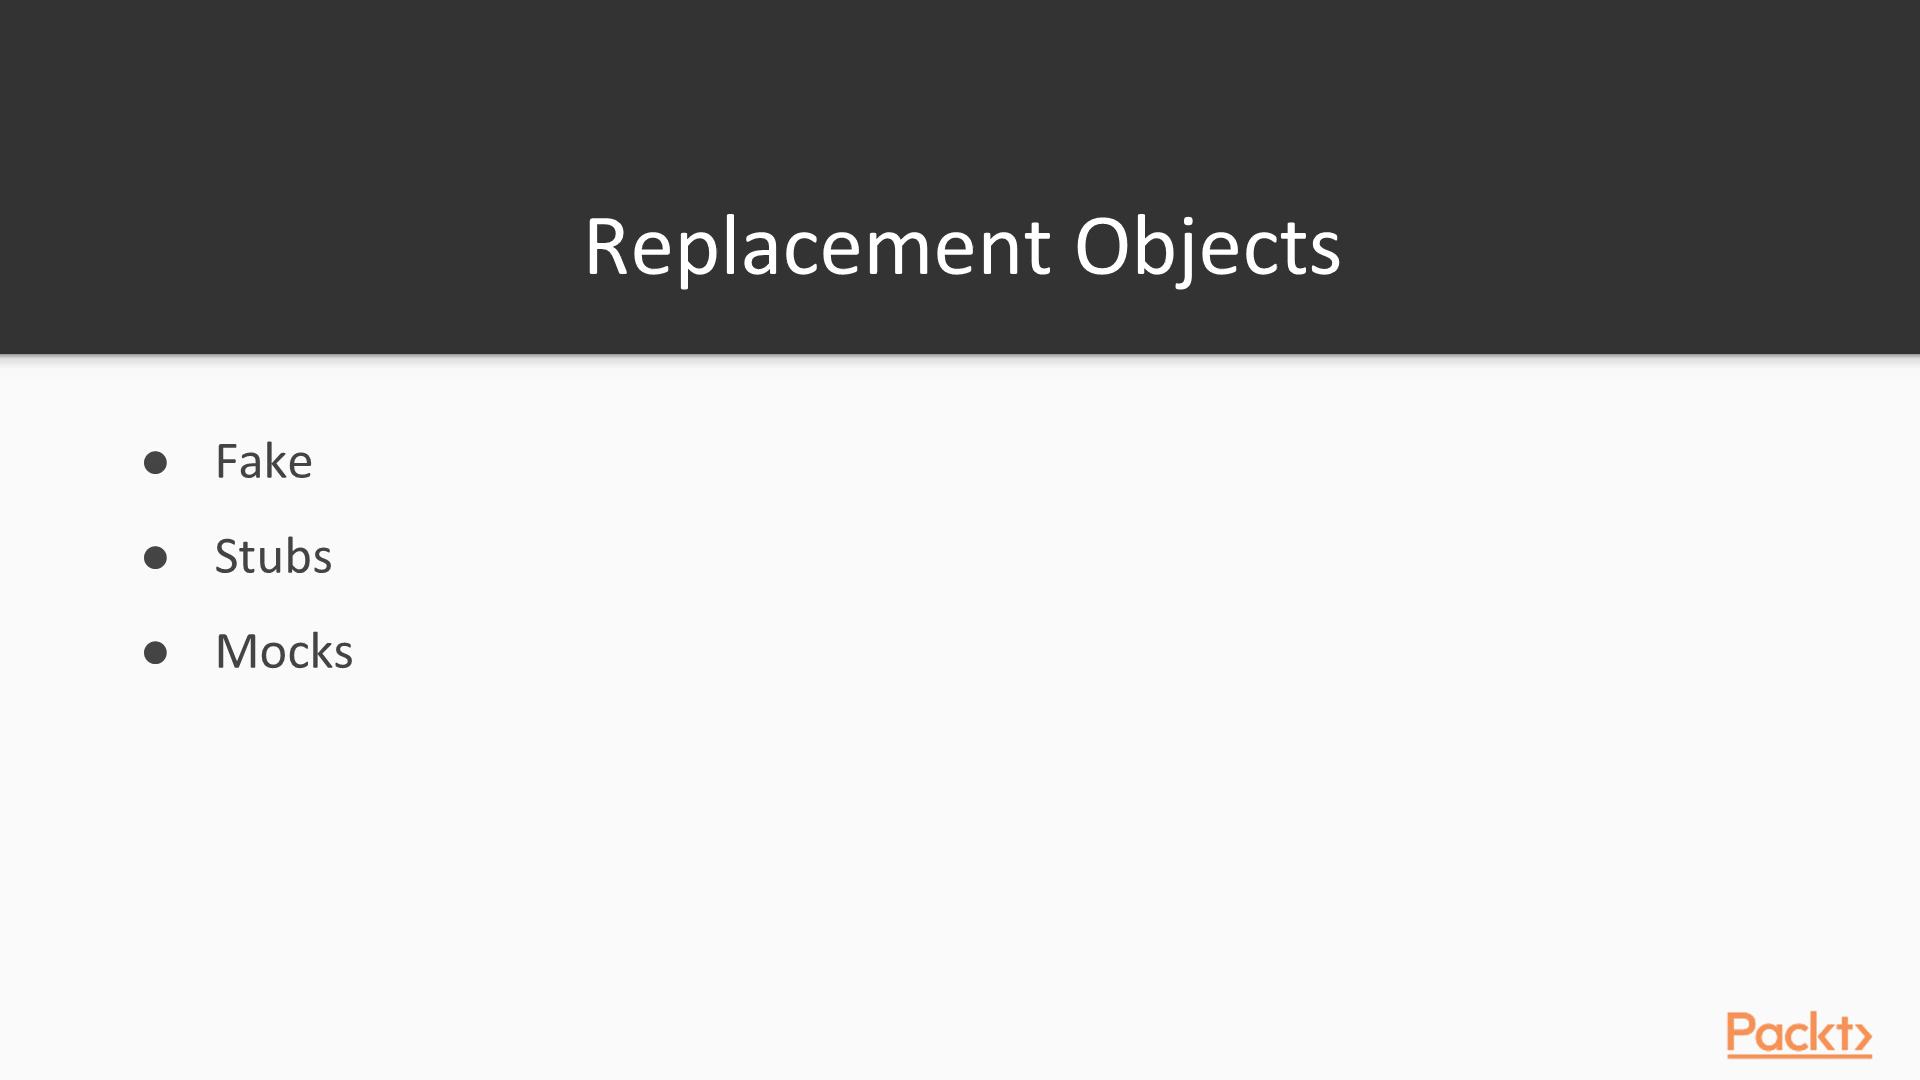 Replacement Objects
● Fake
● Stubs
● Mocks
Packt>